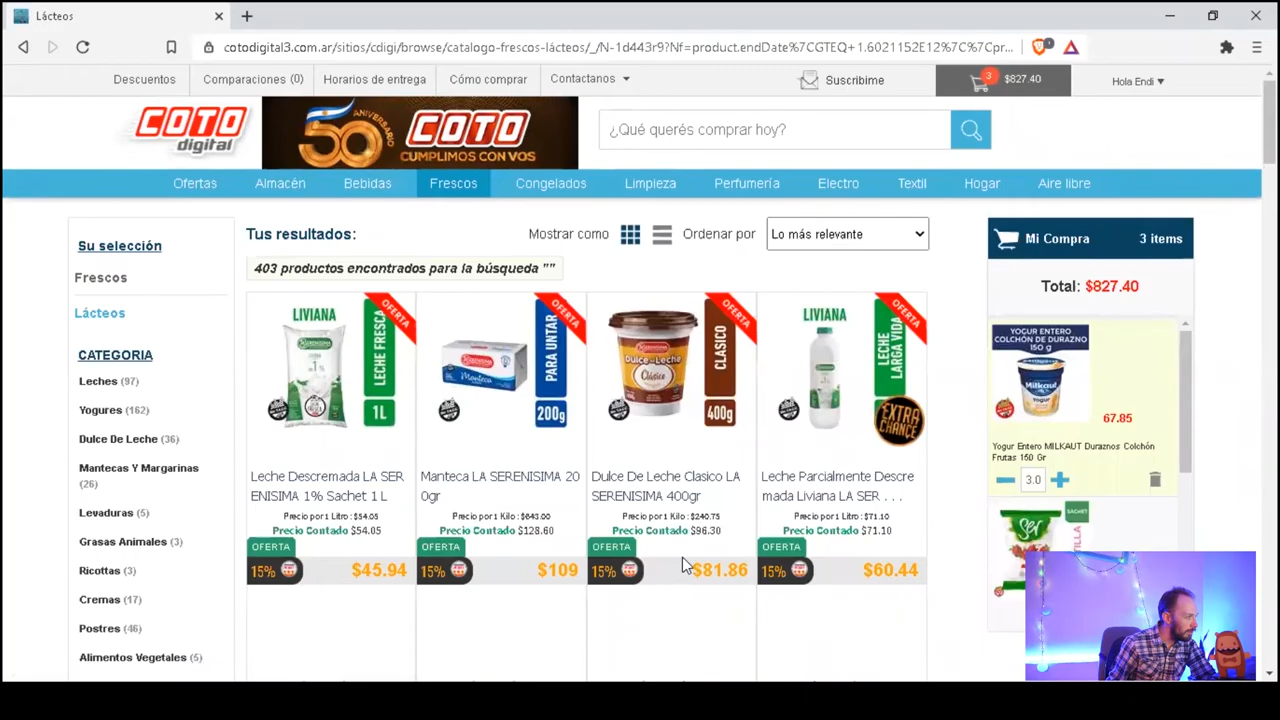 Lácteos
cotodigital3.com.ar/sitios/cdigi/browse/catalogo-frescos-lácteos/_/N-1d443r9?Nf=product.endDate%7CGTEQ+1.6021152E12%7C%7Cpr...
Descuentos
Comparaciones (0)
Horarios de entrega
Cómo comprar
Contactanos
Suscribime
3
$827.40
Hola Endi
COTO
digital
50
ANIVERSARIO
COTO
CUMPLIMOS CON VOS
¿Qué querés comprar hoy?
Ofertas
Almacén
Bebidas
Frescos
Congelados
Limpieza
Perfumería
Electro
Textil
Hogar
Aire libre
Su selección
Frescos
Lácteos
CATEGORIA
Leches (97)
Yogures (162)
Dulce De Leche (36)
Mantecas Y Margarinas
(26)
Levaduras (5)
Grasas Animales (3)
Ricottas (3)
Cremas (17)
Postres (46)
Alimentos Vegetales (5)
Tus resultados:
Mostrar como
Ordenar por
Lo más relevante
403 productos encontrados para la búsqueda ""
LIVIANA
OFERTA
LECHE FRESCA
1L
Leche Descremada LA SER
ENISIMA 1% Sachet 1 L
Precio por 1 Litro : $54.05
Precio Contado $54.05
OFERTA
15%
$45.94
OFERTA
PARA UNTAR
Manteca
200g
Manteca LA SERENISIMA 20
0gr
Precio por 1 Kilo : $643.00
Precio Contado $128.60
OFERTA
15%
$109
OFERTA
CLASICO
Dulce de Leche
Clásico
400g
Dulce De Leche Clasico LA
SERENISIMA 400gr
Precio por 1 Kilo : $240.75
Precio Contado $96.30
OFERTA
15%
$81.86
LIVIANA
OFERTA
LECHE
LARGA VIDA
EXTRA
CHANCE
Leche Parcialmente Descre
mada Liviana LA SER . . .
Precio por 1 Litro : $71.10
Precio Contado $71.10
OFERTA
15%
$60.44
Mi Compra
3 items
Total: $827.40
YOGUR ENTERO
COLCHÓN DE DURAZNO
150 g
Milkaut
yogur
67.85
Yogur Entero MILKAUT Duraznos Colchón
Frutas 150 Gr
3.0
SACHET
Ser